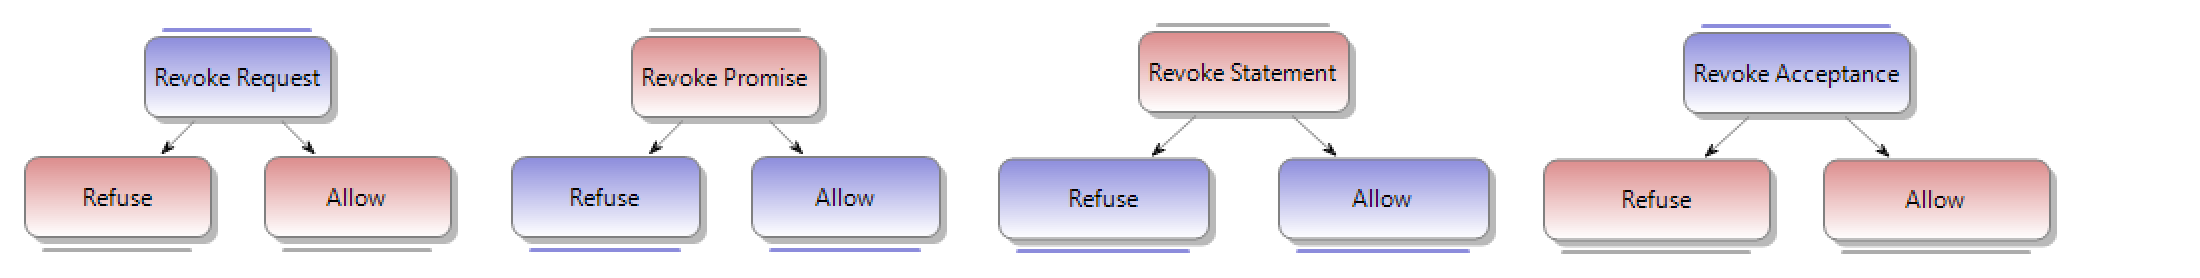 Revoke Request
Revoke Promise
Revoke Statement
Revoke Acceptance
Refuse
Allow
Refuse
Allow
Refuse
Allow
Refuse
Allow